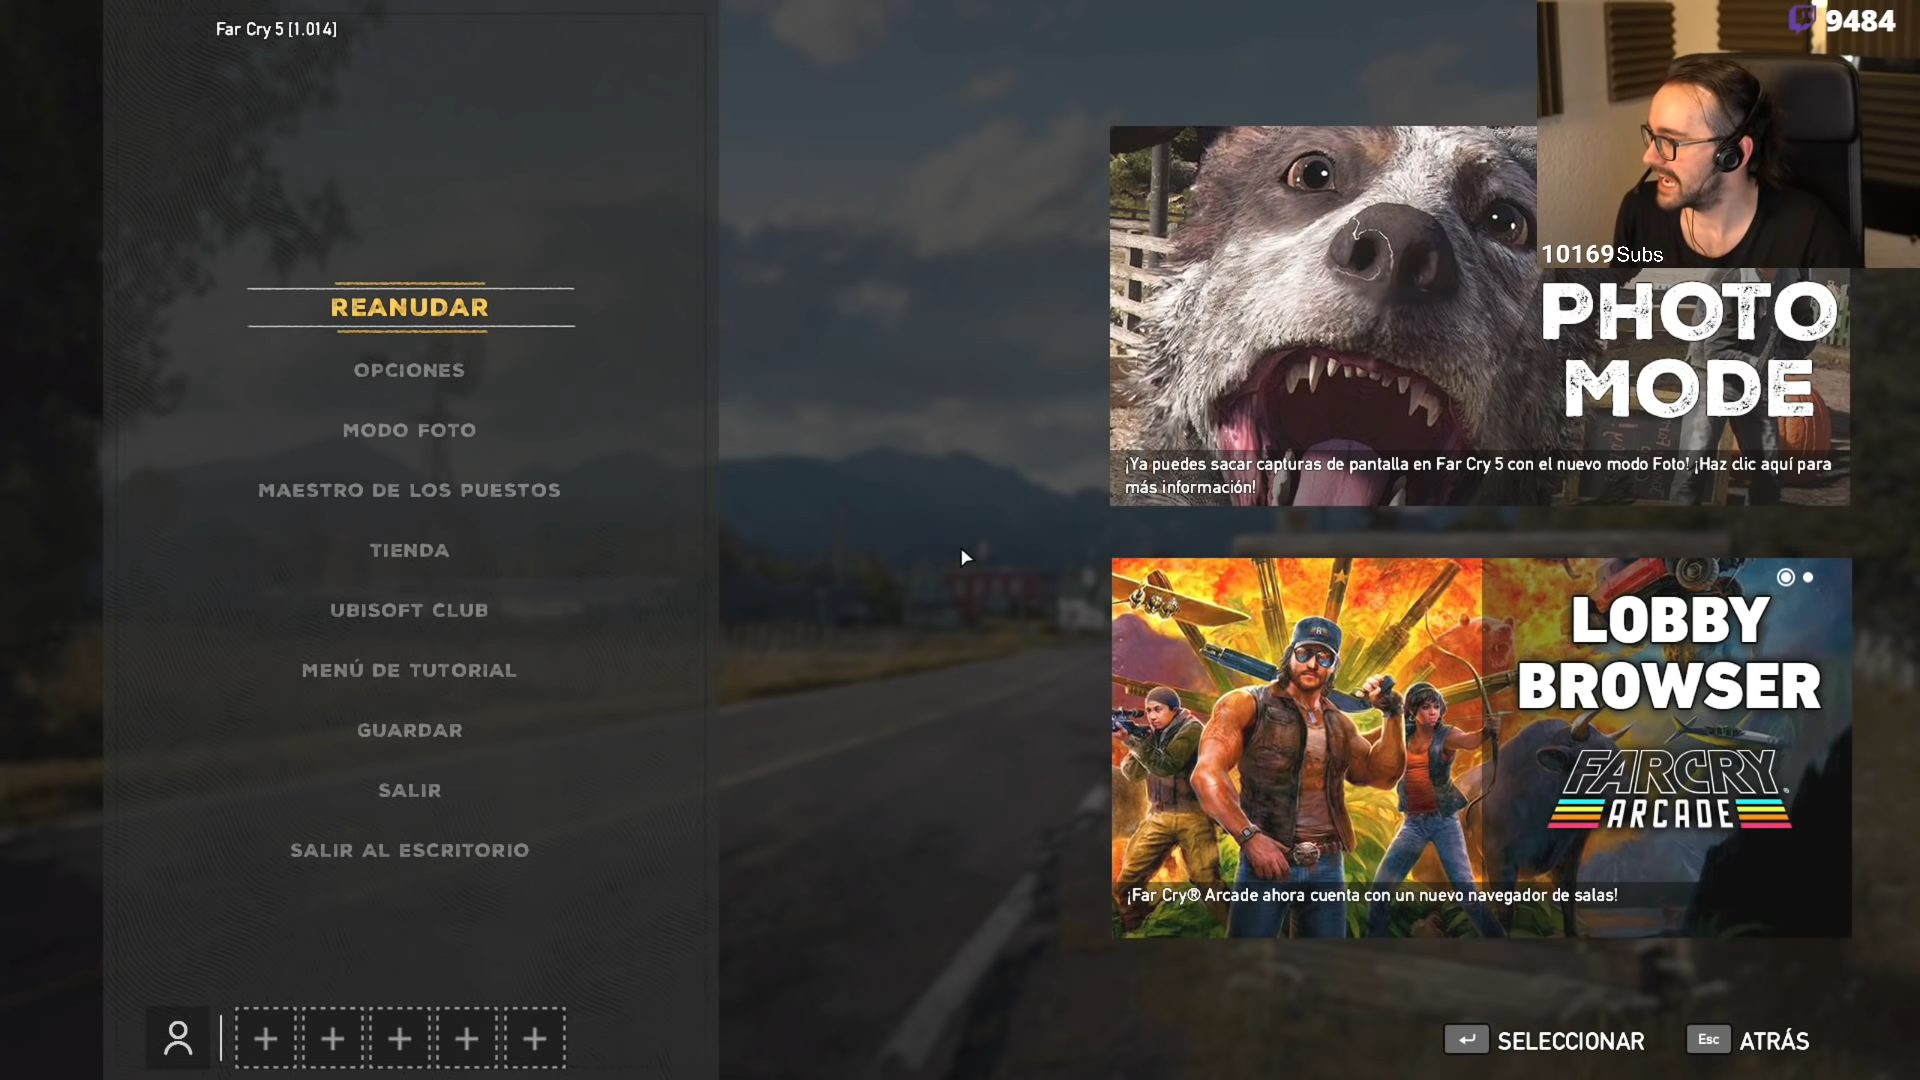 Far Cry 5 [1.014]
REANUDAR
OPCIONES
MODO FOTO
MAESTRO DE LOS PUESTOS
TIENDA
UBISOFT CLUB
MENÚ DE TUTORIAL
GUARDAR
SALIR
SALIR AL ESCRITORIO
9484
10169 Subs
PHOTO
MODE
¡Ya puedes sacar capturas de pantalla en Far Cry 5 con el nuevo modo Foto! ¡Haz clic aquí para
más información!
LOBBY
BROWSER
FARCRY
ARCADE
¡Far Cry® Arcade ahora cuenta con un nuevo navegador de salas!
SELECCIONAR
Esc ATRÁS